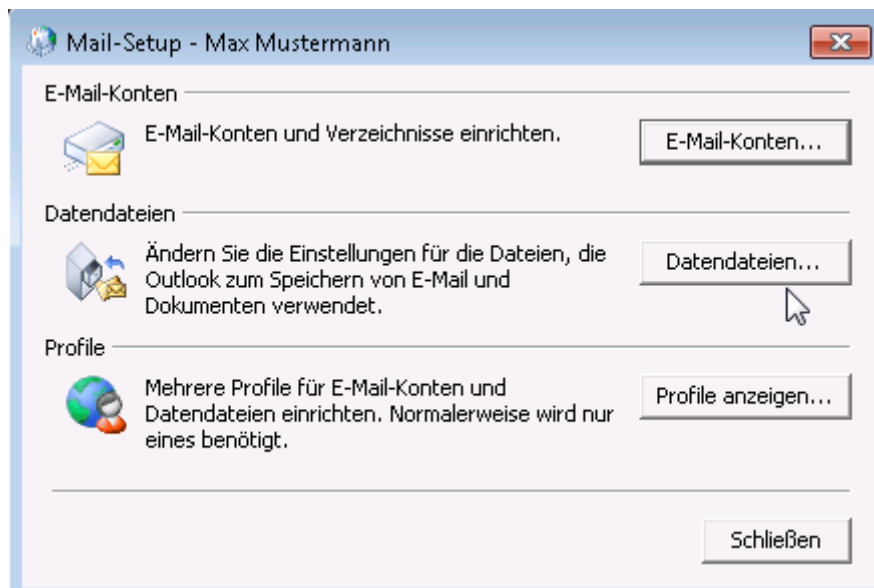 Mail-Setup - Max Mustermann
E-Mail-Konten
E-Mail-Konten und Verzeichnisse einrichten.
E-Mail-Konten...
Datendateien
Ändern Sie die Einstellungen für die Dateien, die
Outlook zum Speichern von E-Mail und
Dokumenten verwendet.
Datendateien...
Profile
Mehrere Profile für E-Mail-Konten und
Datendateien einrichten. Normalerweise wird nur
eines benötigt.
Profile anzeigen...
Schließen